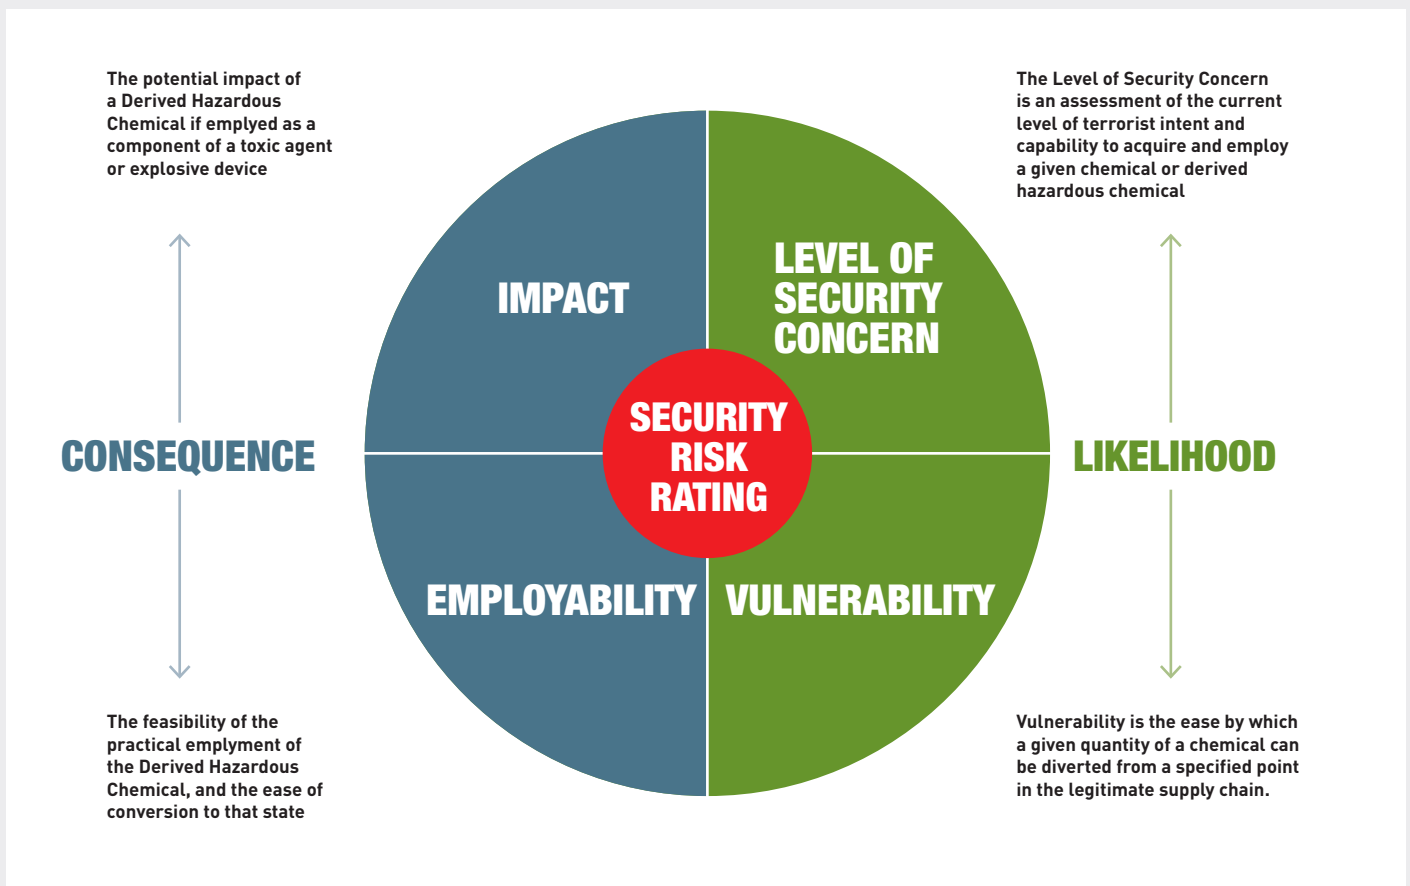 The potential impact of
a Derived Hazardous
Chemical if emplyed as a
component of a toxic agent
or explosive device
The Level of Security Concern
is an assessment of the current
level of terrorist intent and
capability to acquire and employ
a given chemical or derived
hazardous chemical
IMPACT
LEVEL OF
SECURITY
CONCERN
CONSEQUENCE
SECURITY
RISK
RATING
LIKELIHOOD
EMPLOYABILITY
VULNERABILITY
The feasibility of the
practical emplyment of
the Derived Hazardous
Chemical, and the ease of
conversion to that state
Vulnerability is the ease by which
a given quantity of a chemical can
be diverted from a specified point
in the legitimate supply chain.